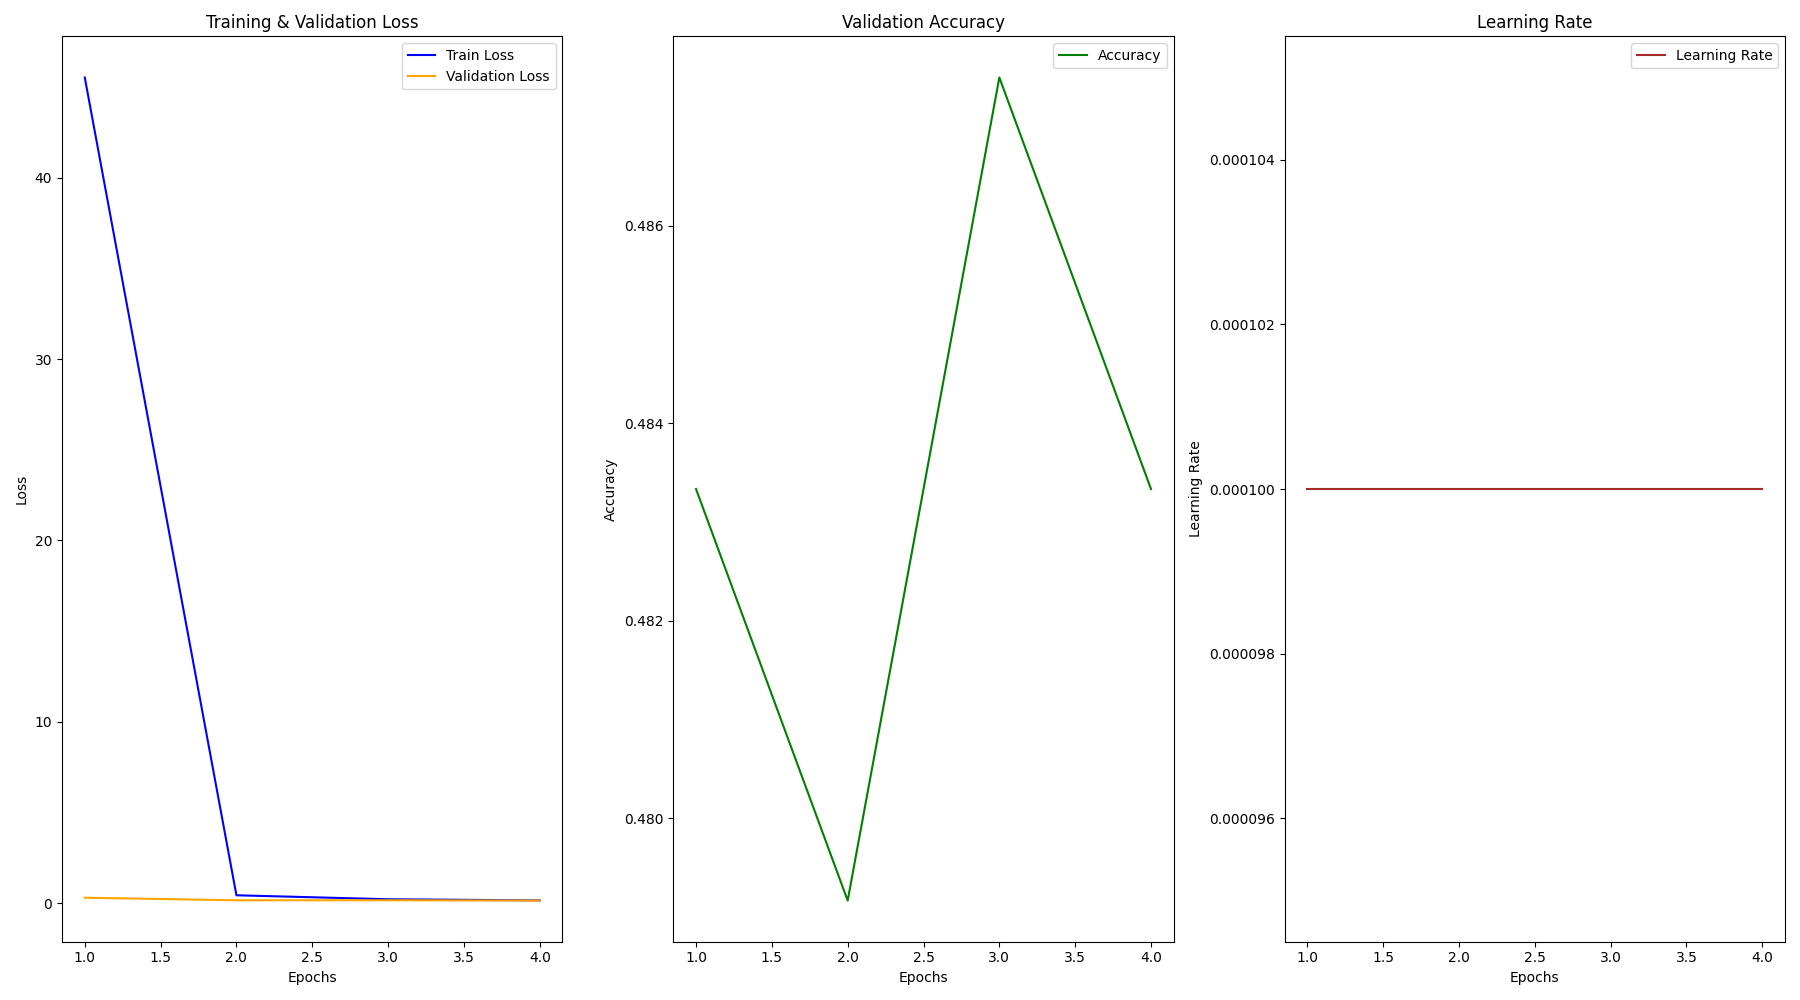 Training & Validation Loss
Train Loss
Validation Loss
Loss
40
30
20
10
0
1.0 1.5 2.0 2.5 3.0 3.5 4.0
Epochs
Validation Accuracy
Accuracy
Accuracy
0.486
0.484
0.482
0.480
1.0 1.5 2.0 2.5 3.0 3.5 4.0
Epochs
Learning Rate
Learning Rate
Learning Rate
0.000104
0.000102
0.000100
0.000098
0.000096
1.0 1.5 2.0 2.5 3.0 3.5 4.0
Epochs